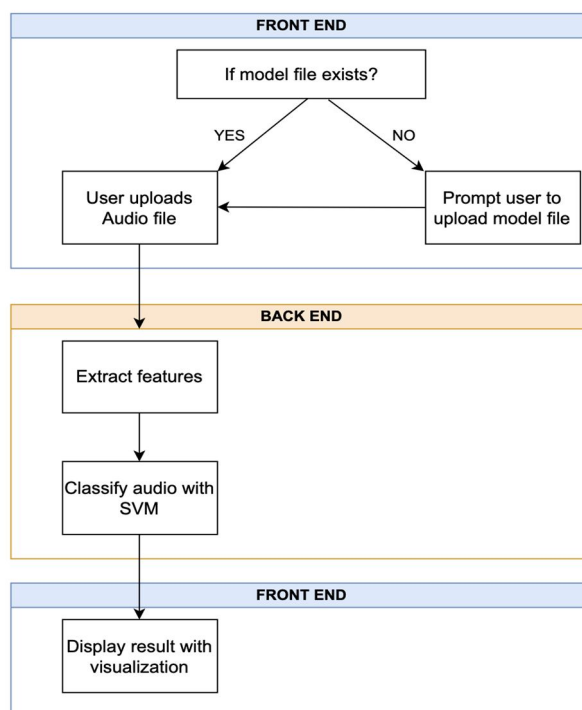 FRONT END
If model file exists?
YES
NO
User uploads
Audio file
Prompt user to
upload model file
BACK END
Extract features
Classify audio with
SVM
FRONT END
Display result with
visualization